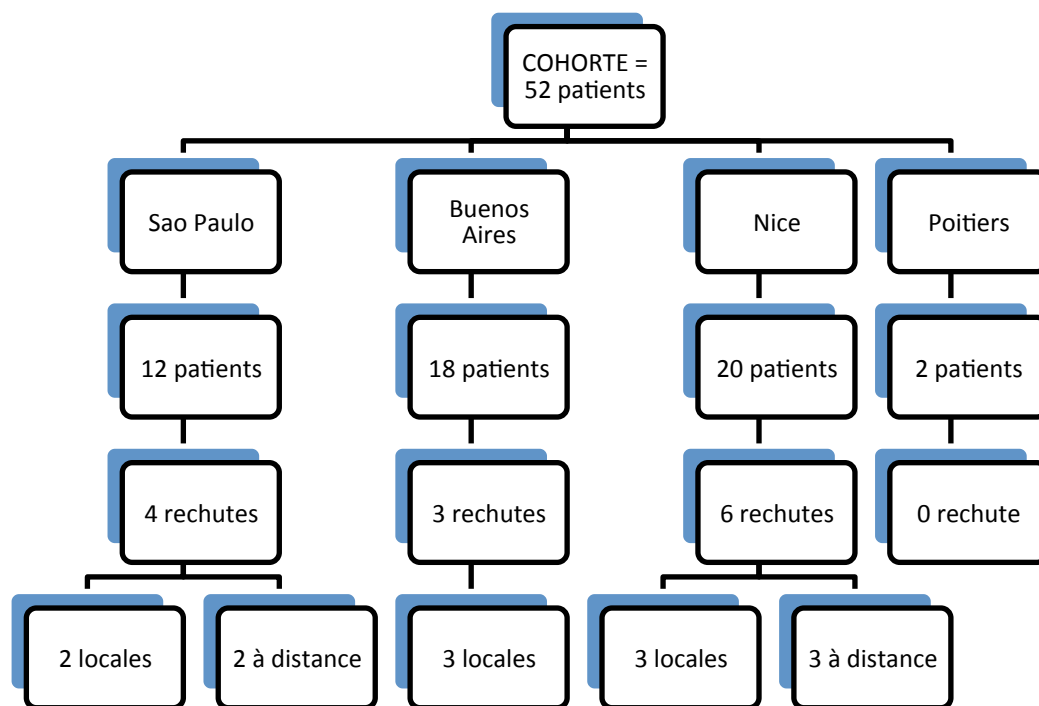 COHORTE =
52 patients
Sao Paulo
Buenos
Aires
Nice
Poitiers
12 patients
18 patients
20 patients
2 patients
4 rechutes
3 rechutes
6 rechutes
0 rechute
2 locales
2 à distance
3 locales
3 locales
3 à distance